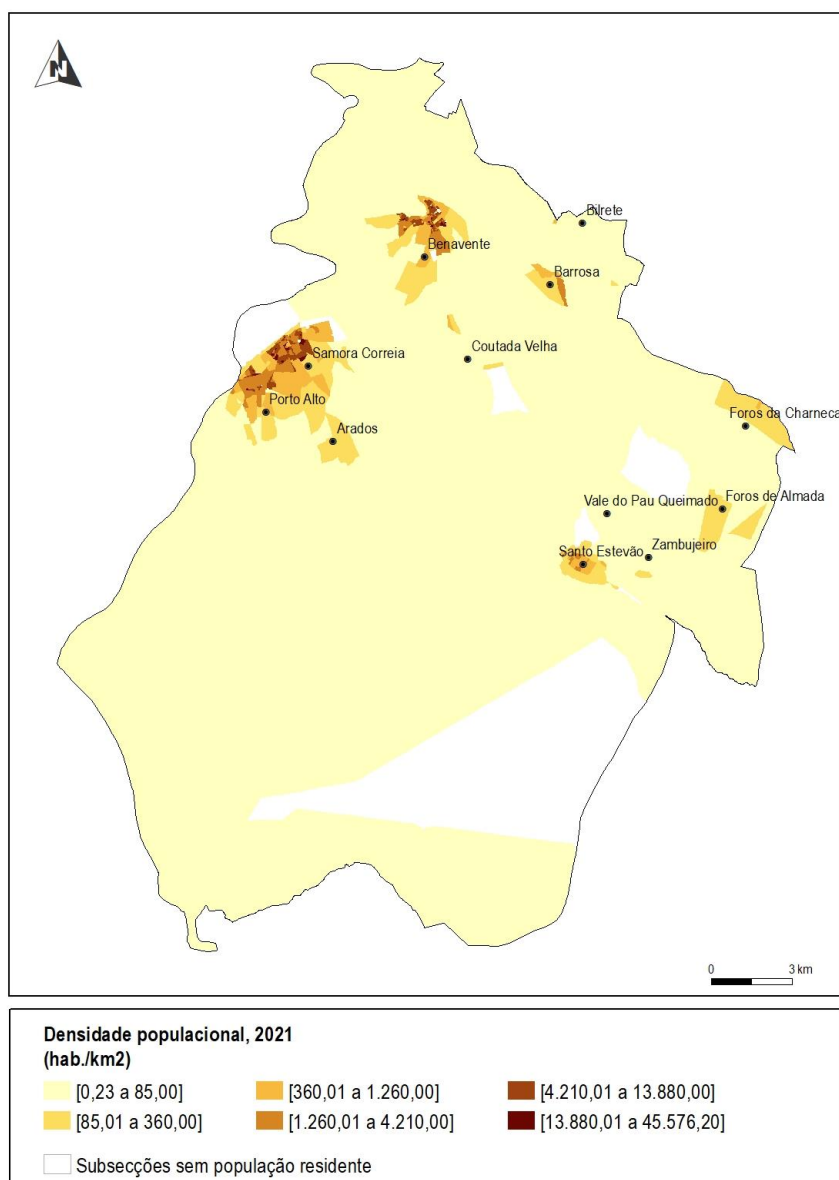 N
Bilrete
Benavente
Barrosa
Coutada Velha
Samora Correia
Porto Alto
Foros da Charneca
Arados
Vale do Pau Queimado
Foros de Almada
Santo Estevão
Zambujeiro
0 3 km
Densidade populacional, 2021
(hab./km2)
[0,23 a 85,00] [360,01 a 1.260,00] [4.210,01 a 13.880,00]
[85,01 a 360,00] [1.260,01 a 4.210,00] [13.880,01 a 45.576,20]
Subsecções sem população residente